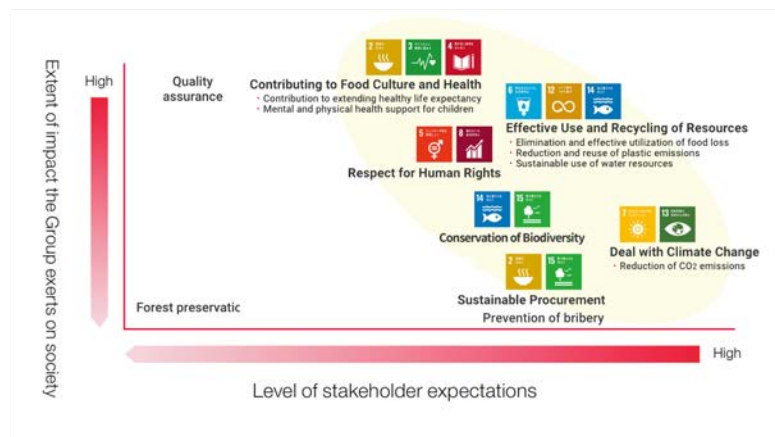 Extent of impact the Group exerts on society
High
Quality
assurance
2
3
4
Contributing to Food Culture and Health
・Contribution to extending healthy life expectancy
・Mental and physical health support for children
6
12
14
Effective Use and Recycling of Resources
・Elimination and effective utilization of food loss
・Reduction and reuse of plastic emissions
・Sustainable use of water resources
5
8
Respect for Human Rights
14
15
Conservation of Biodiversity
7
13
Deal with Climate Change
・Reduction of CO2 emissions
2
15
Sustainable Procurement
Forest preservatic
Prevention of bribery
High
Level of stakeholder expectations